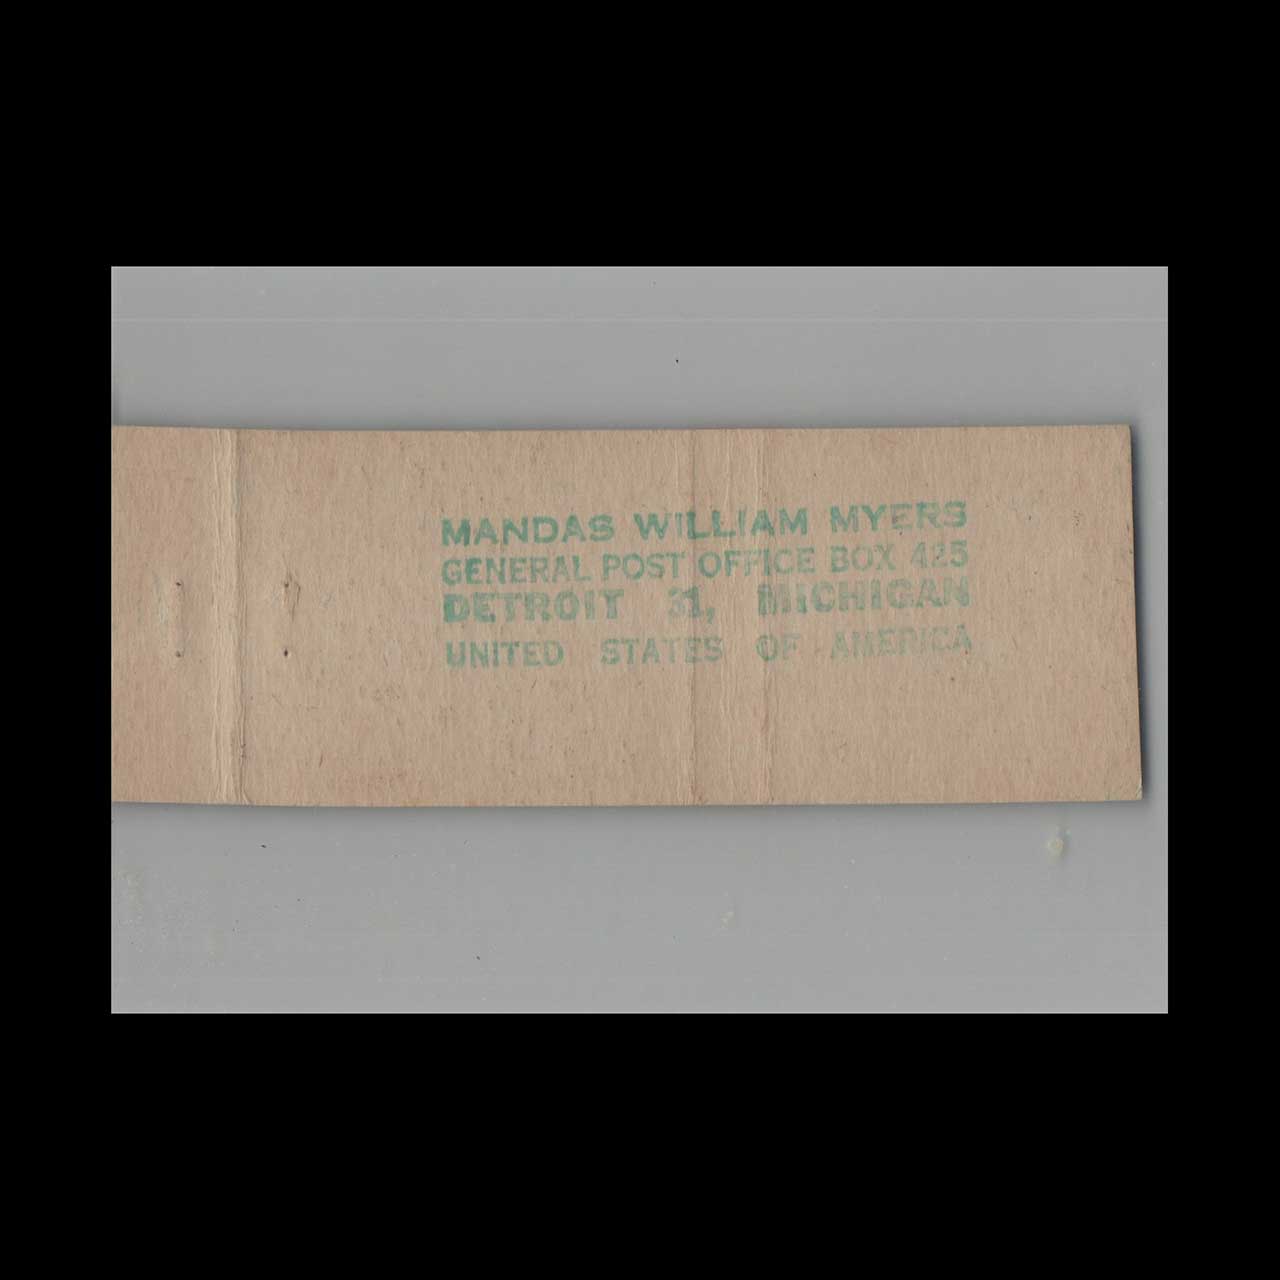 MANDAS WILLIAM MYERS
GENERAL POST OFFICE BOX 425
DETROIT 31, MICHIGAN
UNITED STATES OF AMERICA